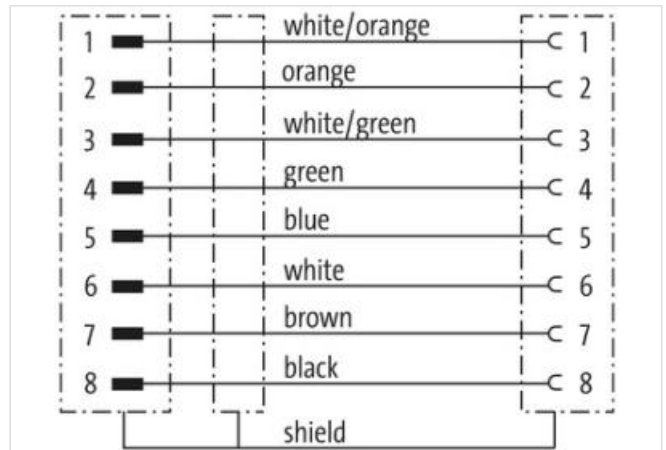 1 white/orange 1
2 orange 2
3 white/green 3
4 green 4
5 blue 5
6 white 6
7 brown 7
8 black 8
shield